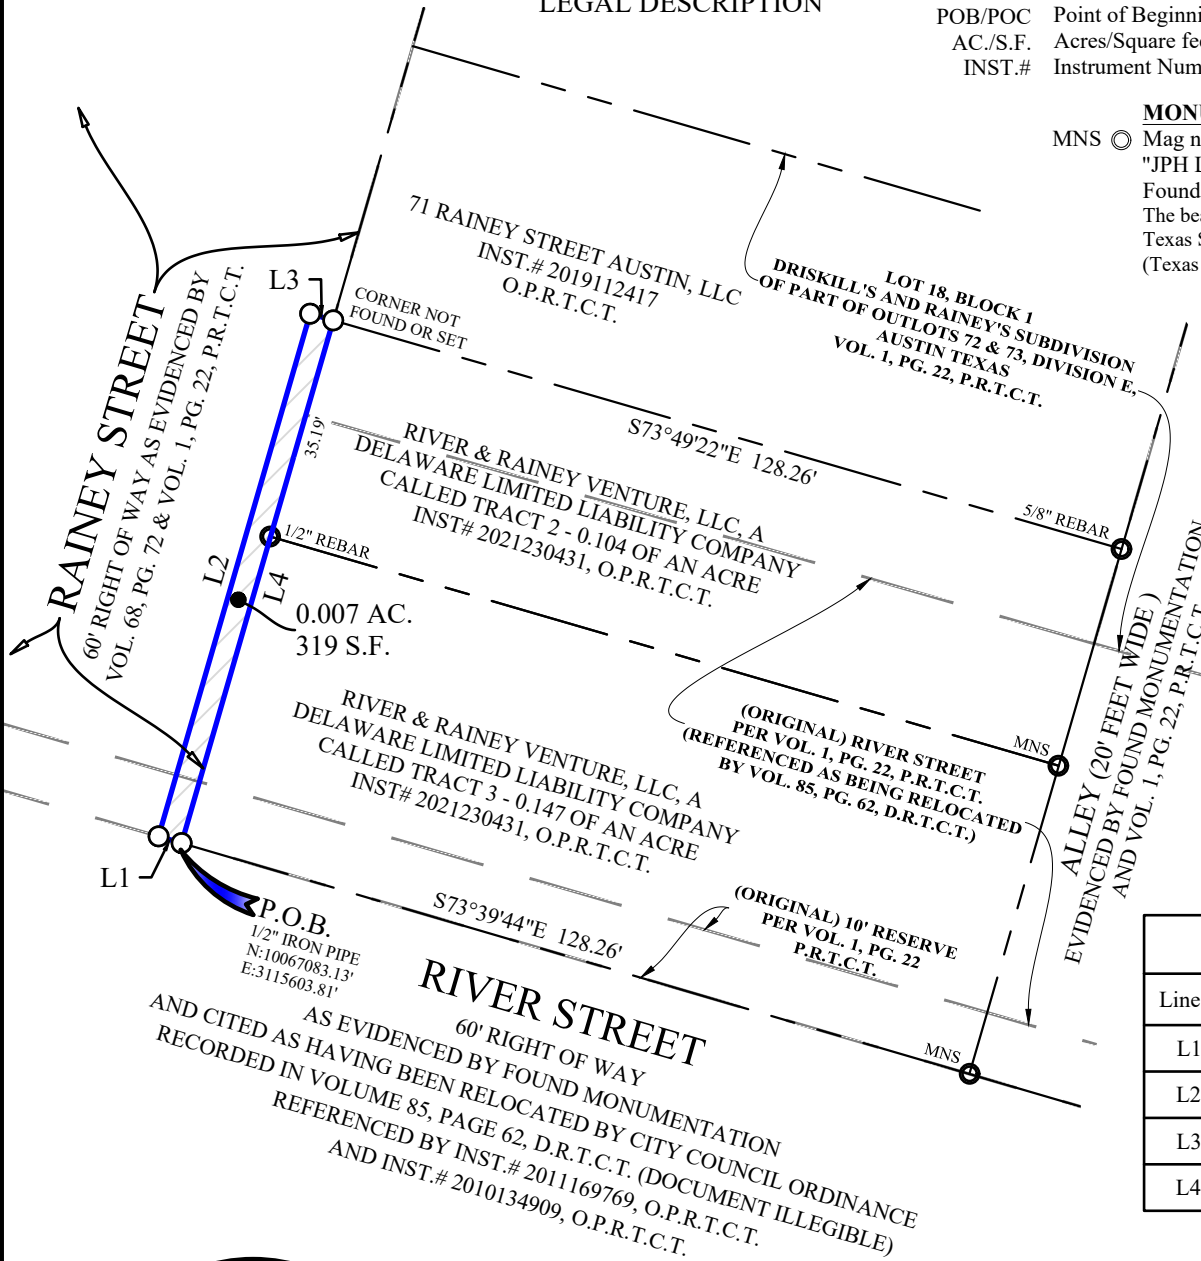 LEGAL DESCRIPTION
POB/POC Point of
AC./S.F. Acres/Square
INST.# Instrument
MNS Mag
"JPH
Found
The
Texas
(Texas
L3
CORNER NOT
FOUND OR SET
71 RAINEY STREET AUSTIN, LLC
INST.# 2019112417
O.P.R.T.C.T.
LOT 18, BLOCK 1
DRISKILL'S AND RAINEY'S SUBDIVISION
OF PART OF OUTLOTS 72 & 73, DIVISION E,
AUSTIN TEXAS
VOL. 1, PG. 22, P.R.T.C.T.
RAINEY STREET
60' RIGHT OF WAY AS EVIDENCED BY
VOL. 68, PG. 72 & VOL. 1, PG. 22, P.R.T.C.T.
35.19'
S73°49'22"E 128.26'
5/8" REBAR
RIVER & RAINEY VENTURE, LLC, A
DELAWARE LIMITED LIABILITY COMPANY
CALLED TRACT 2 - 0.104 OF AN ACRE
INST# 2021230431, O.P.R.T.C.T.
1/2" REBAR
L2
L4
0.007 AC.
319 S.F.
RIVER & RAINEY VENTURE, LLC, A
DELAWARE LIMITED LIABILITY COMPANY
CALLED TRACT 3 - 0.147 OF AN ACRE
INST# 2021230431, O.P.R.T.C.T.
(ORIGINAL) RIVER STREET
PER VOL. 1, PG. 22, P.R.T.C.T.
(REFERENCED AS BEING RELOCATED
BY VOL. 85, PG. 62, D.R.T.C.T.)
MNS
ALLEY (20' FEET WIDE )
EVIDENCED BY FOUND MONUMENTATION
AND VOL. 1, PG. 22, P.R.T.C.T.
L1
P.O.B.
1/2" IRON PIPE
N:10067083.13'
E:3115603.81'
S73°39'44"E 128.26'
(ORIGINAL) 10' RESERVE
PER VOL. 1, PG. 22
P.R.T.C.T.
MNS
RIVER STREET
60' RIGHT OF WAY
AS EVIDENCED BY FOUND MONUMENTATION
AND CITED AS HAVING BEEN RELOCATED BY CITY COUNCIL ORDINANCE
RECORDED IN VOLUME 85, PAGE 62, D.R.T.C.T. (DOCUMENT ILLEGIBLE)
REFERENCED BY INST.# 2011169769, O.P.R.T.C.T.
AND INST.# 2010134909, O.P.R.T.C.T.
Line
L1
L2
L3
L4